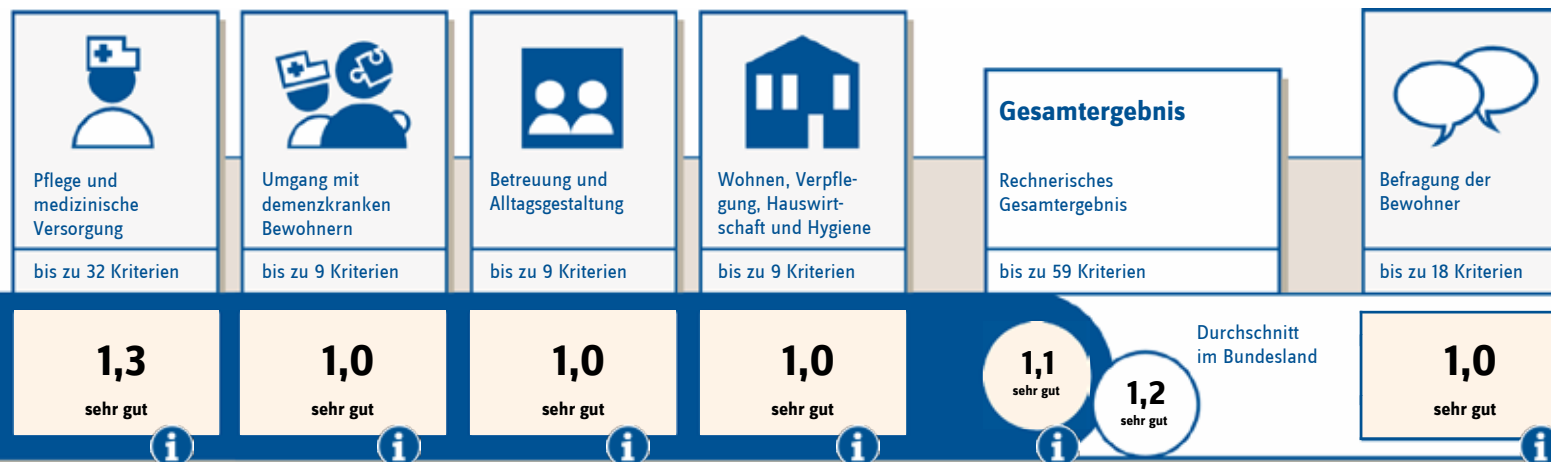 Pflege und
medizinische
Versorgung
bis zu 32 Kriterien
1,3
sehr gut
Umgang mit
demenzkranken
Bewohnern
bis zu 9 Kriterien
1,0
sehr gut
Betreuung und
Alltagsgestaltung
bis zu 9 Kriterien
1,0
sehr gut
Wohnen, Verpfle-
gung, Hauswirt-
schaft und Hygiene
bis zu 9 Kriterien
1,0
sehr gut
Gesamtergebnis
Rechnerisches
Gesamtergebnis
bis zu 59 Kriterien
1,1
sehr gut
Durchschnitt
im Bundesland
1,2
sehr gut
Befragung der
Bewohner
bis zu 18 Kriterien
1,0
sehr gut